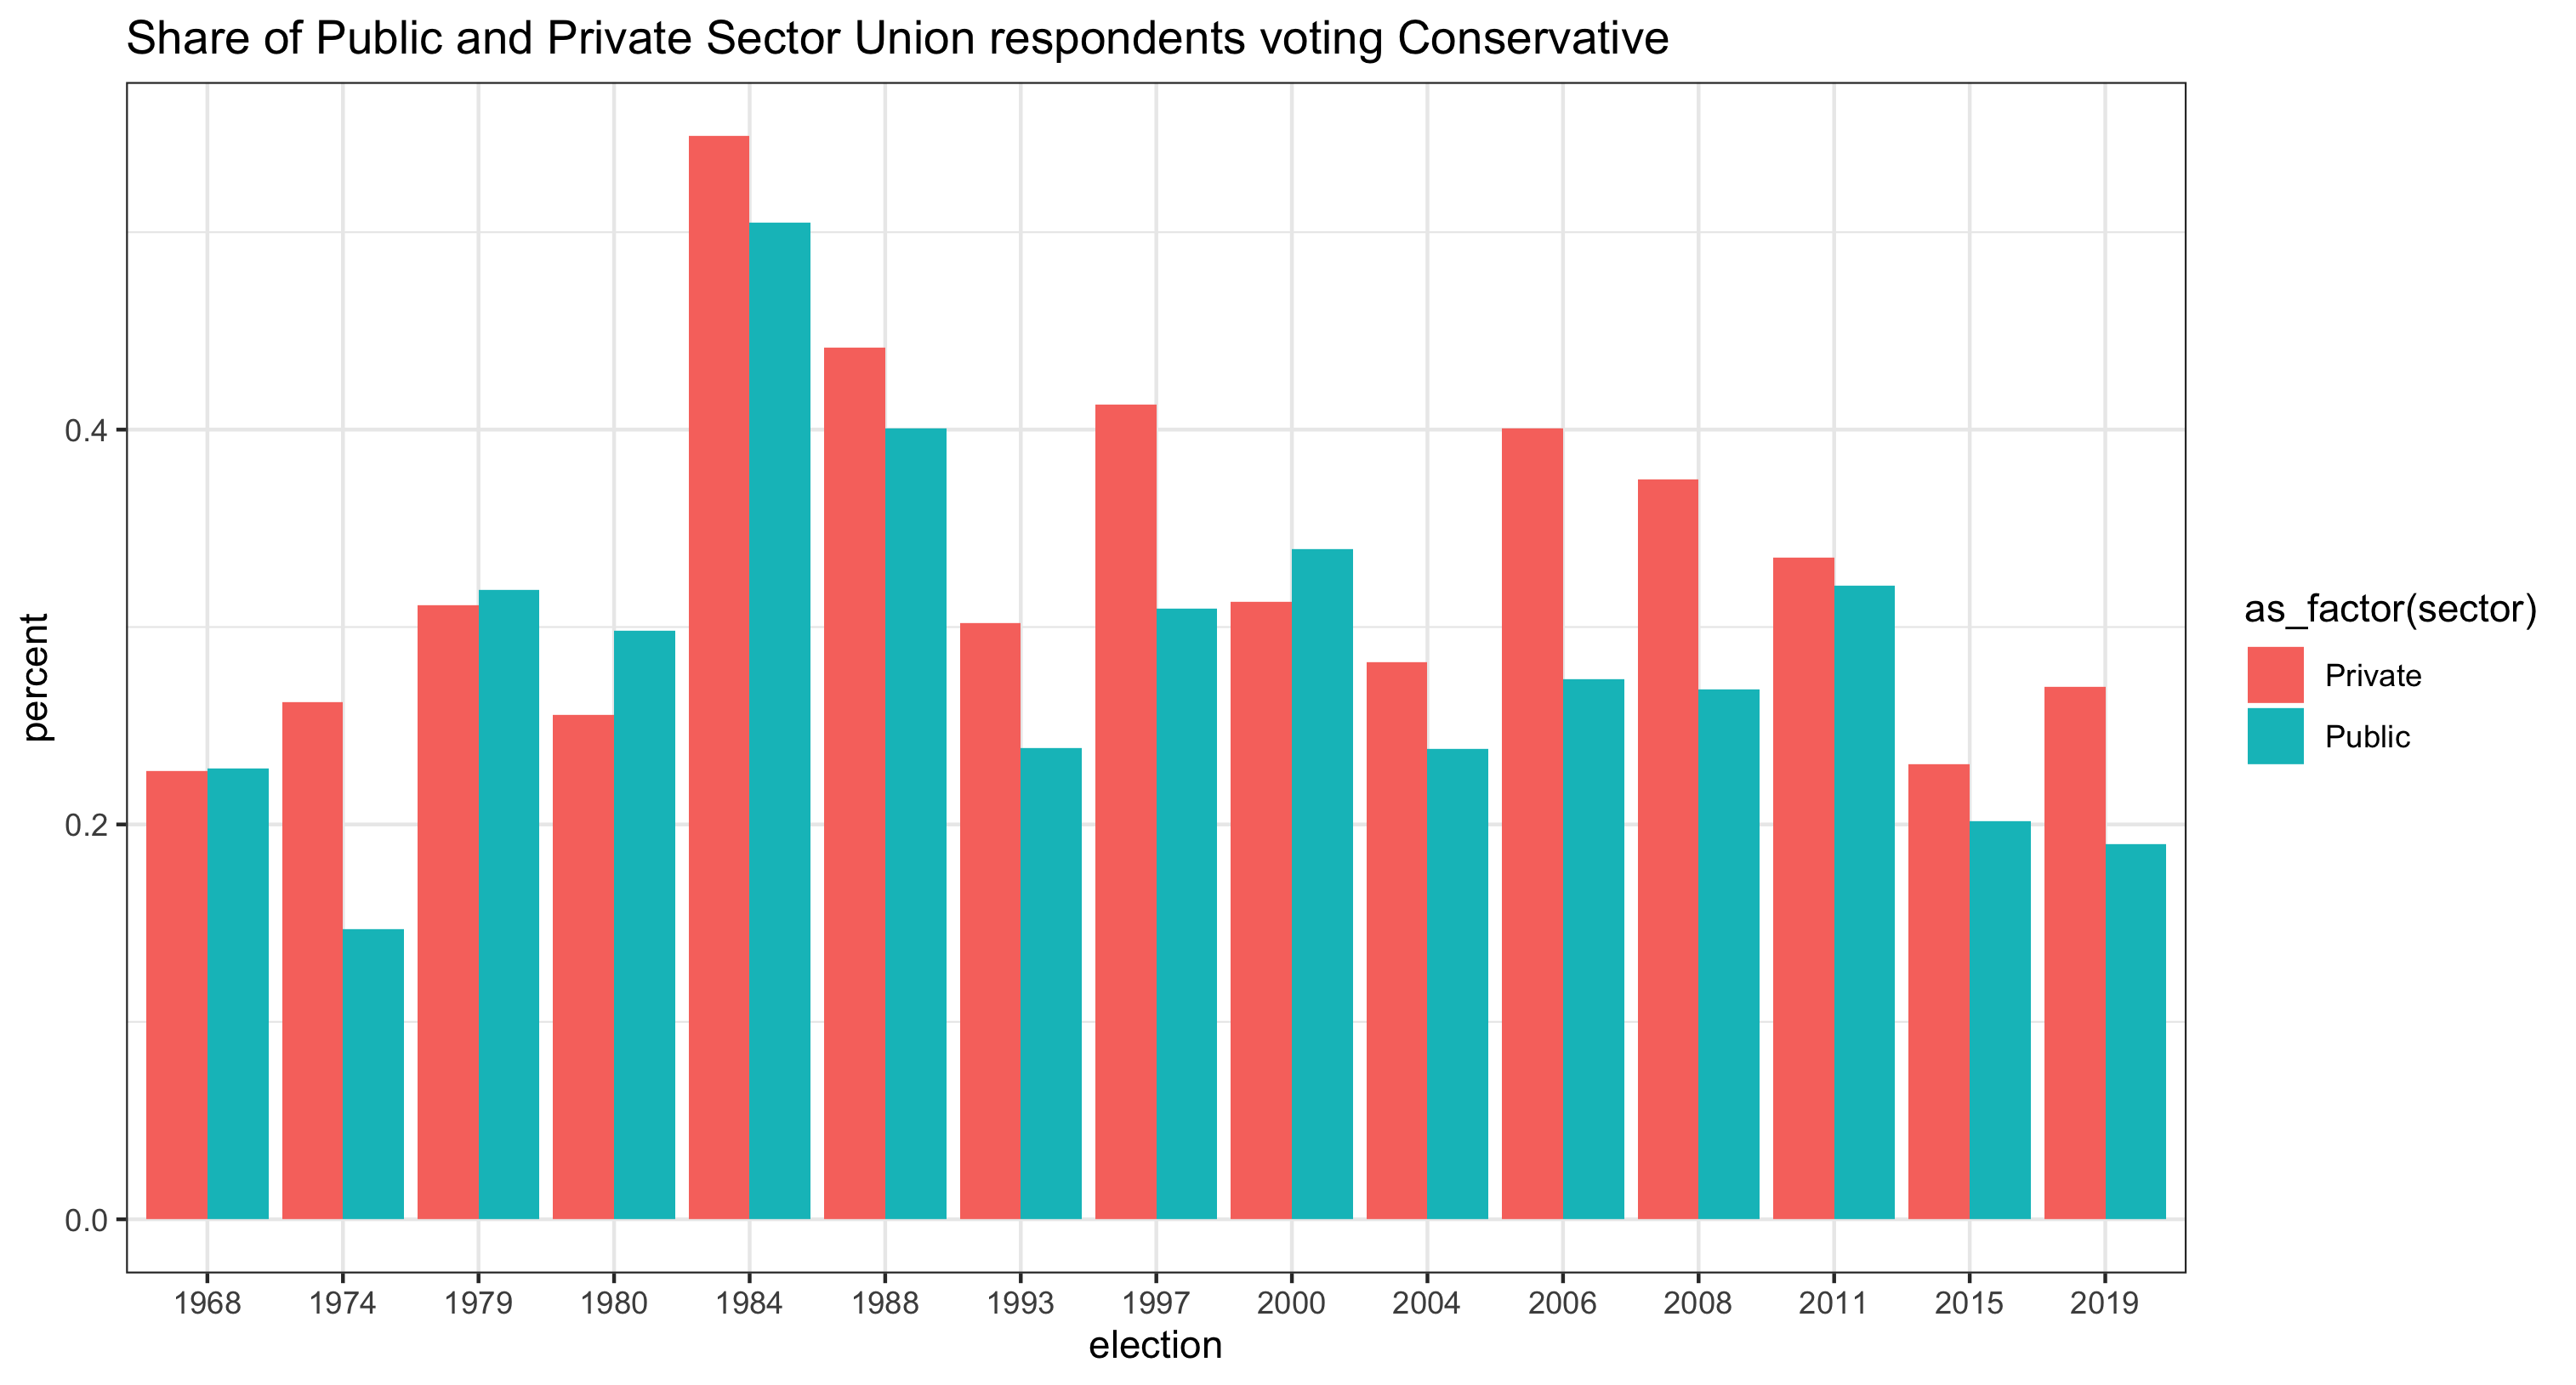 Share of Public and Private Sector Union respondents voting Conservative
percent
0.4
0.2
0.0
1968 1974 1979 1980 1984 1988 1993 1997 2000 2004 2006 2008 2011 2015 2019
election
as_factor(sector)
Private
Public